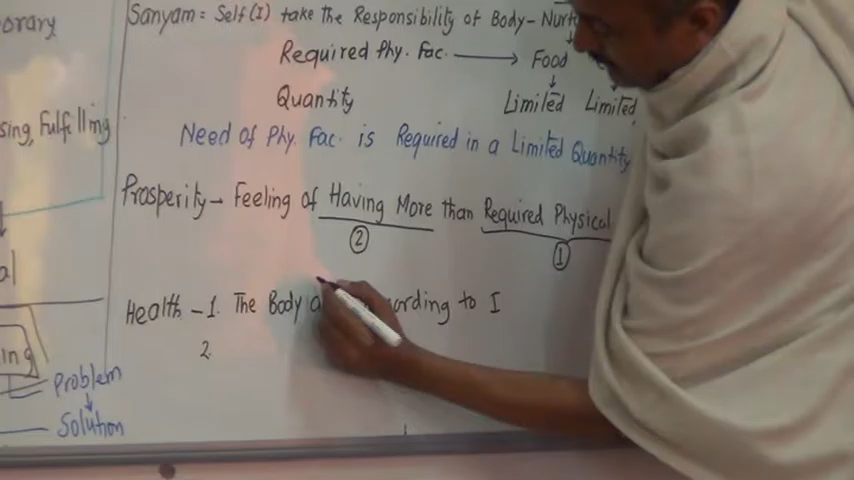 orary
sing, Fulfilling
al
ing
Problem
Solution
Sanyam = Self(I) take the Responsibility of Body - Nurt
Required Phy. Fac. → Food
Quantity Limited Limited
Need of Phy. Fac. is Required in a Limited Quantity
Prosperity → Feeling of Having More than Required Physical
② ①
Health - 1. The Body according to I
2.